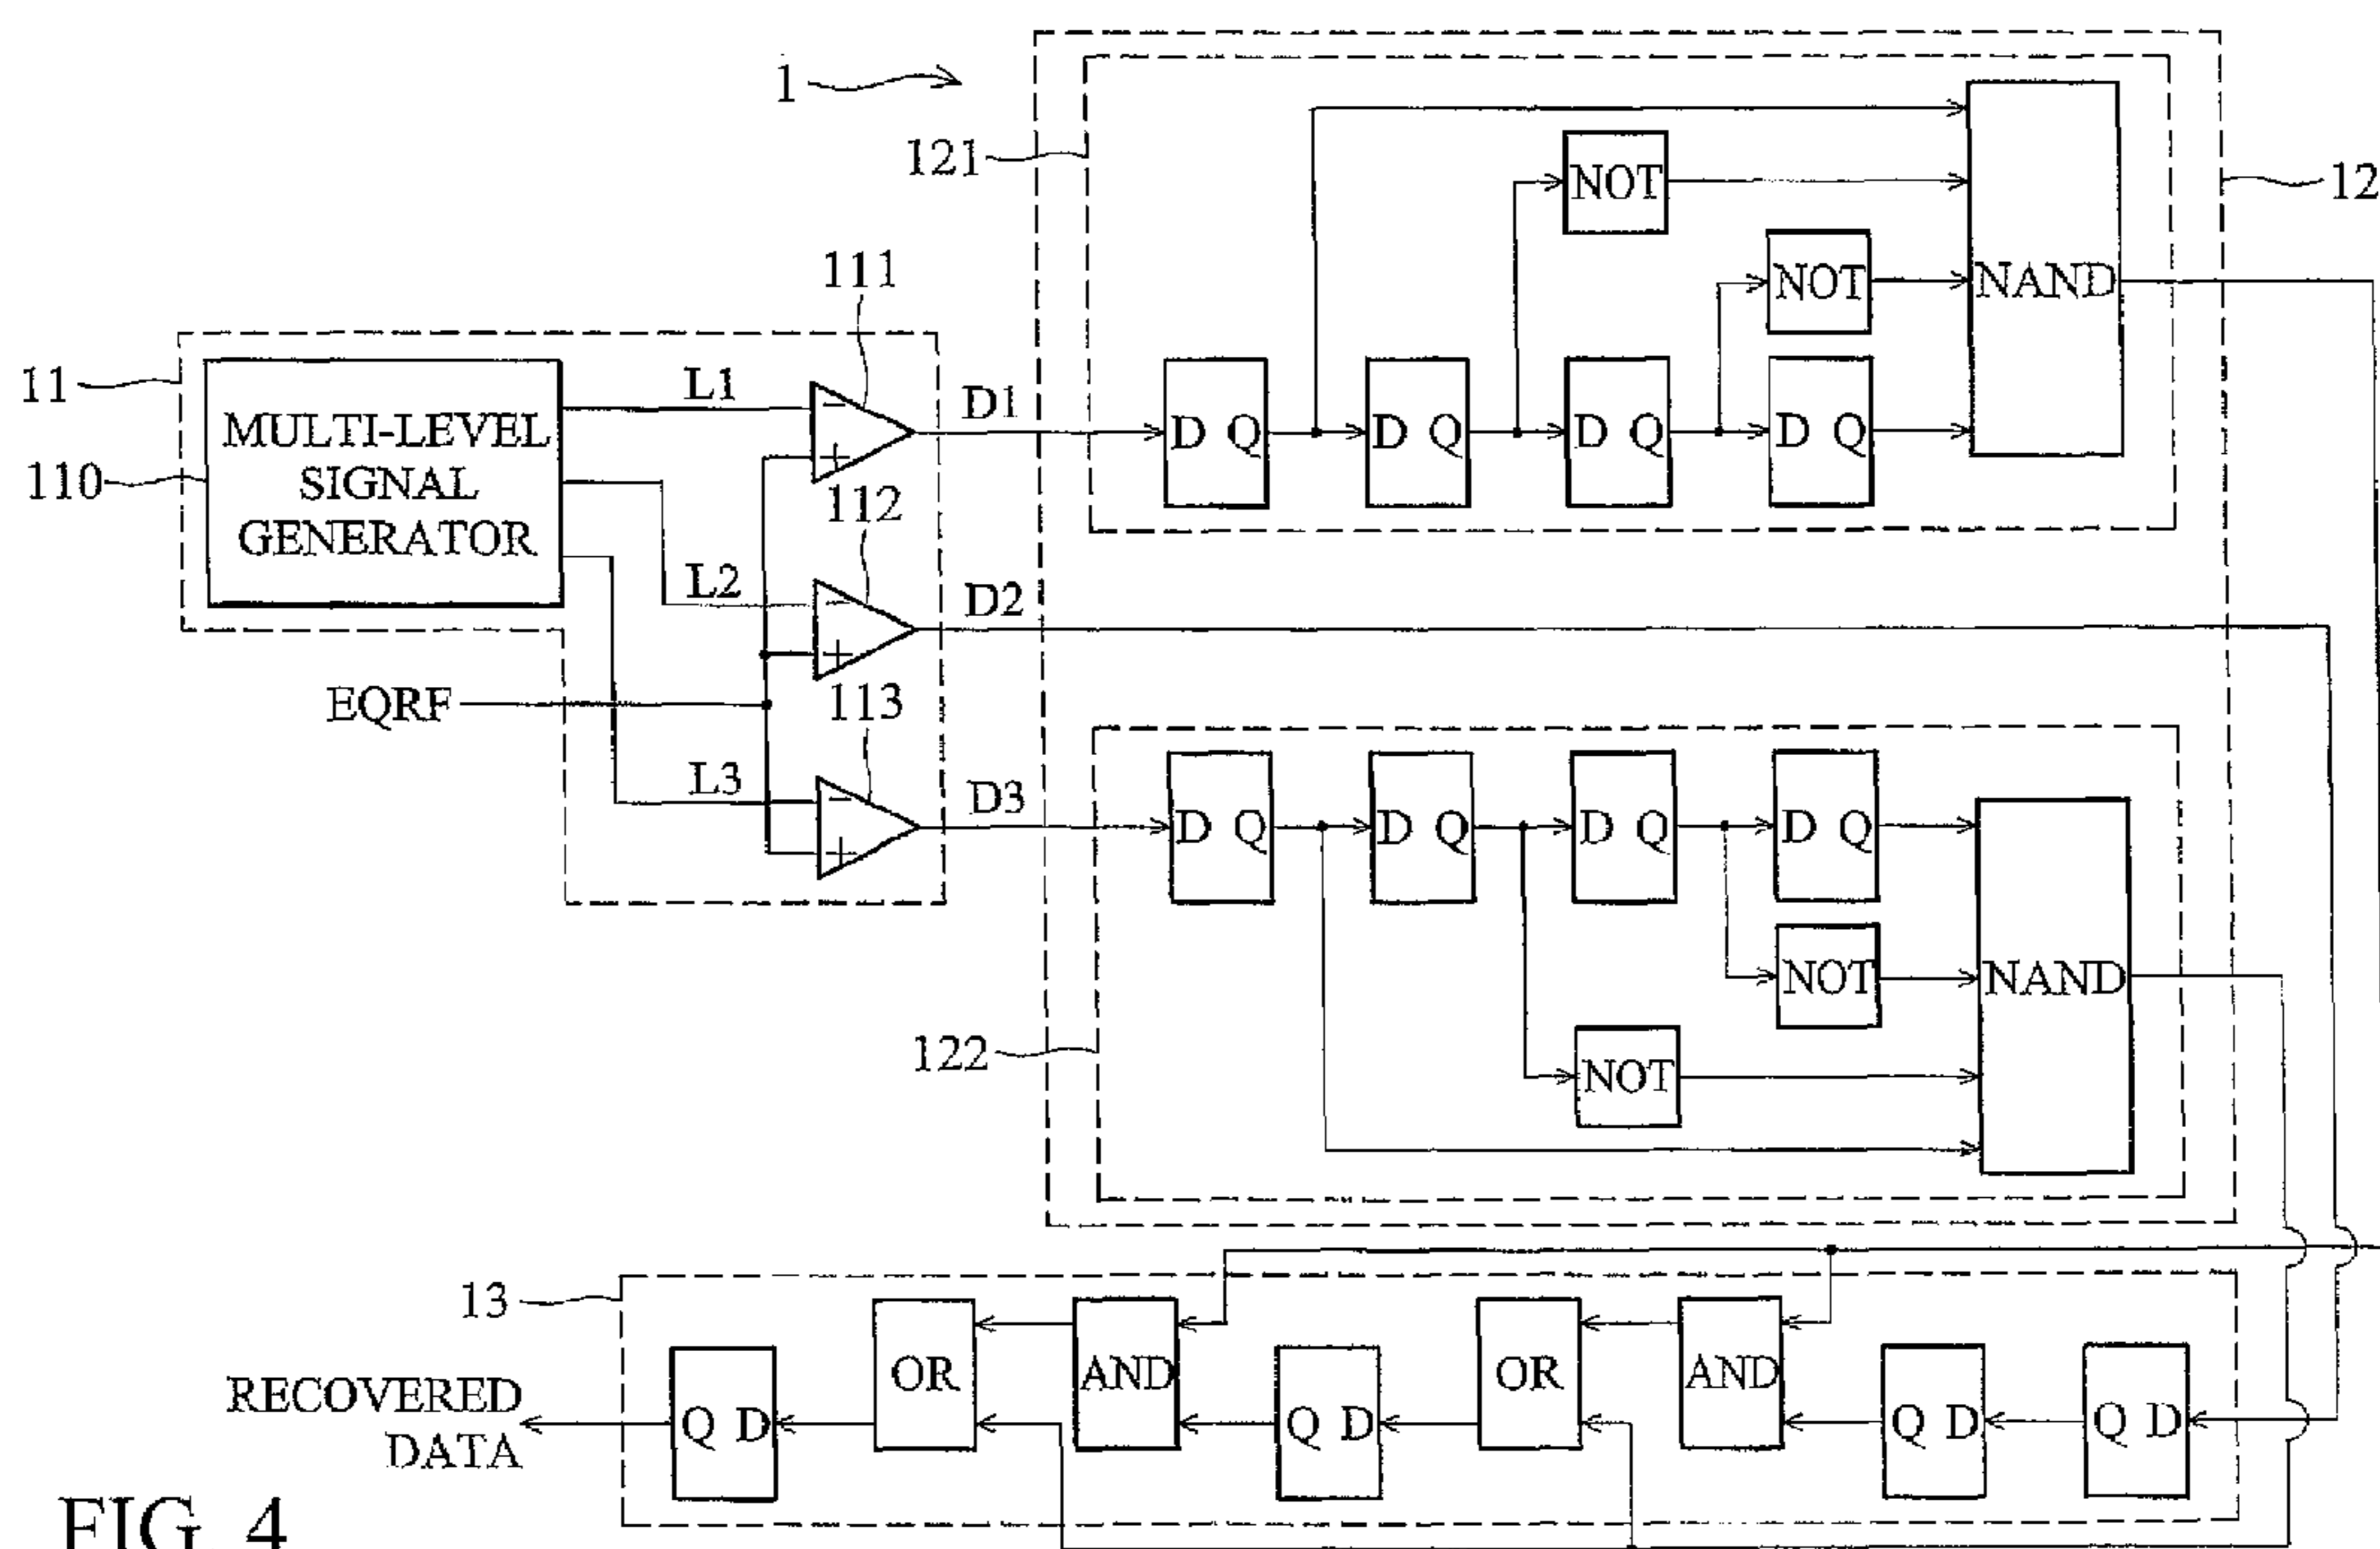 1
121
NOT
12
NOT
NAND
111
11
MULTI-LEVEL
SIGNAL
GENERATOR
110
L1
-
+
D1
D Q
D Q
D Q
D Q
112
L2
-
+
D2
EQRF
113
L3
-
+
D3
D Q
D Q
D Q
D Q
NOT
NAND
NOT
122
13
OR
AND
OR
AND
Q D
Q D
Q D
Q D
RECOVERED
DATA
FIG. 4